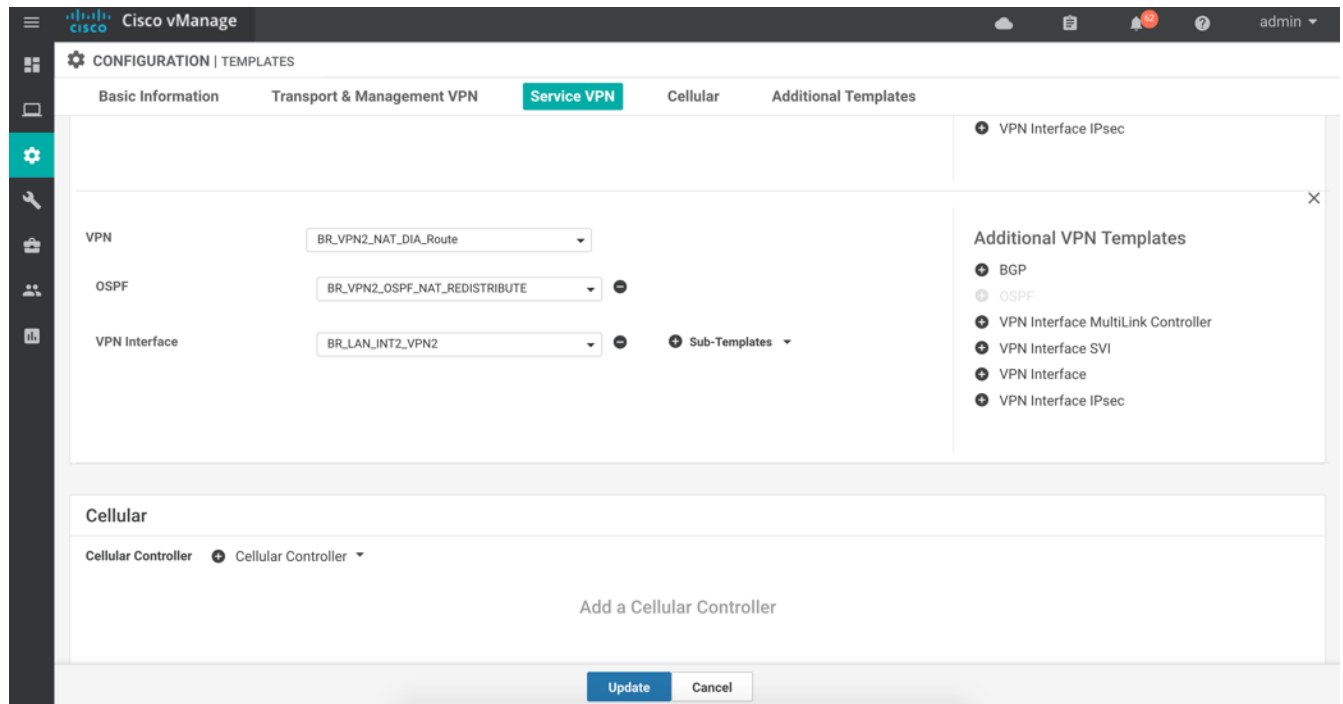 cisco Cisco vManage 62 admin
CONFIGURATION | TEMPLATES
Basic Information Transport & Management VPN Service VPN Cellular Additional Templates
VPN Interface IPsec
VPN BR_VPN2_NAT_DIA_Route
OSPF BR_VPN2_OSPF_NAT_REDISTRIBUTE
VPN Interface BR_LAN_INT2_VPN2 Sub-Templates
Additional VPN Templates
BGP
OSPF
VPN Interface MultiLink Controller
VPN Interface SVI
VPN Interface
VPN Interface IPsec
Cellular
Cellular Controller Cellular Controller
Add a Cellular Controller
Update Cancel